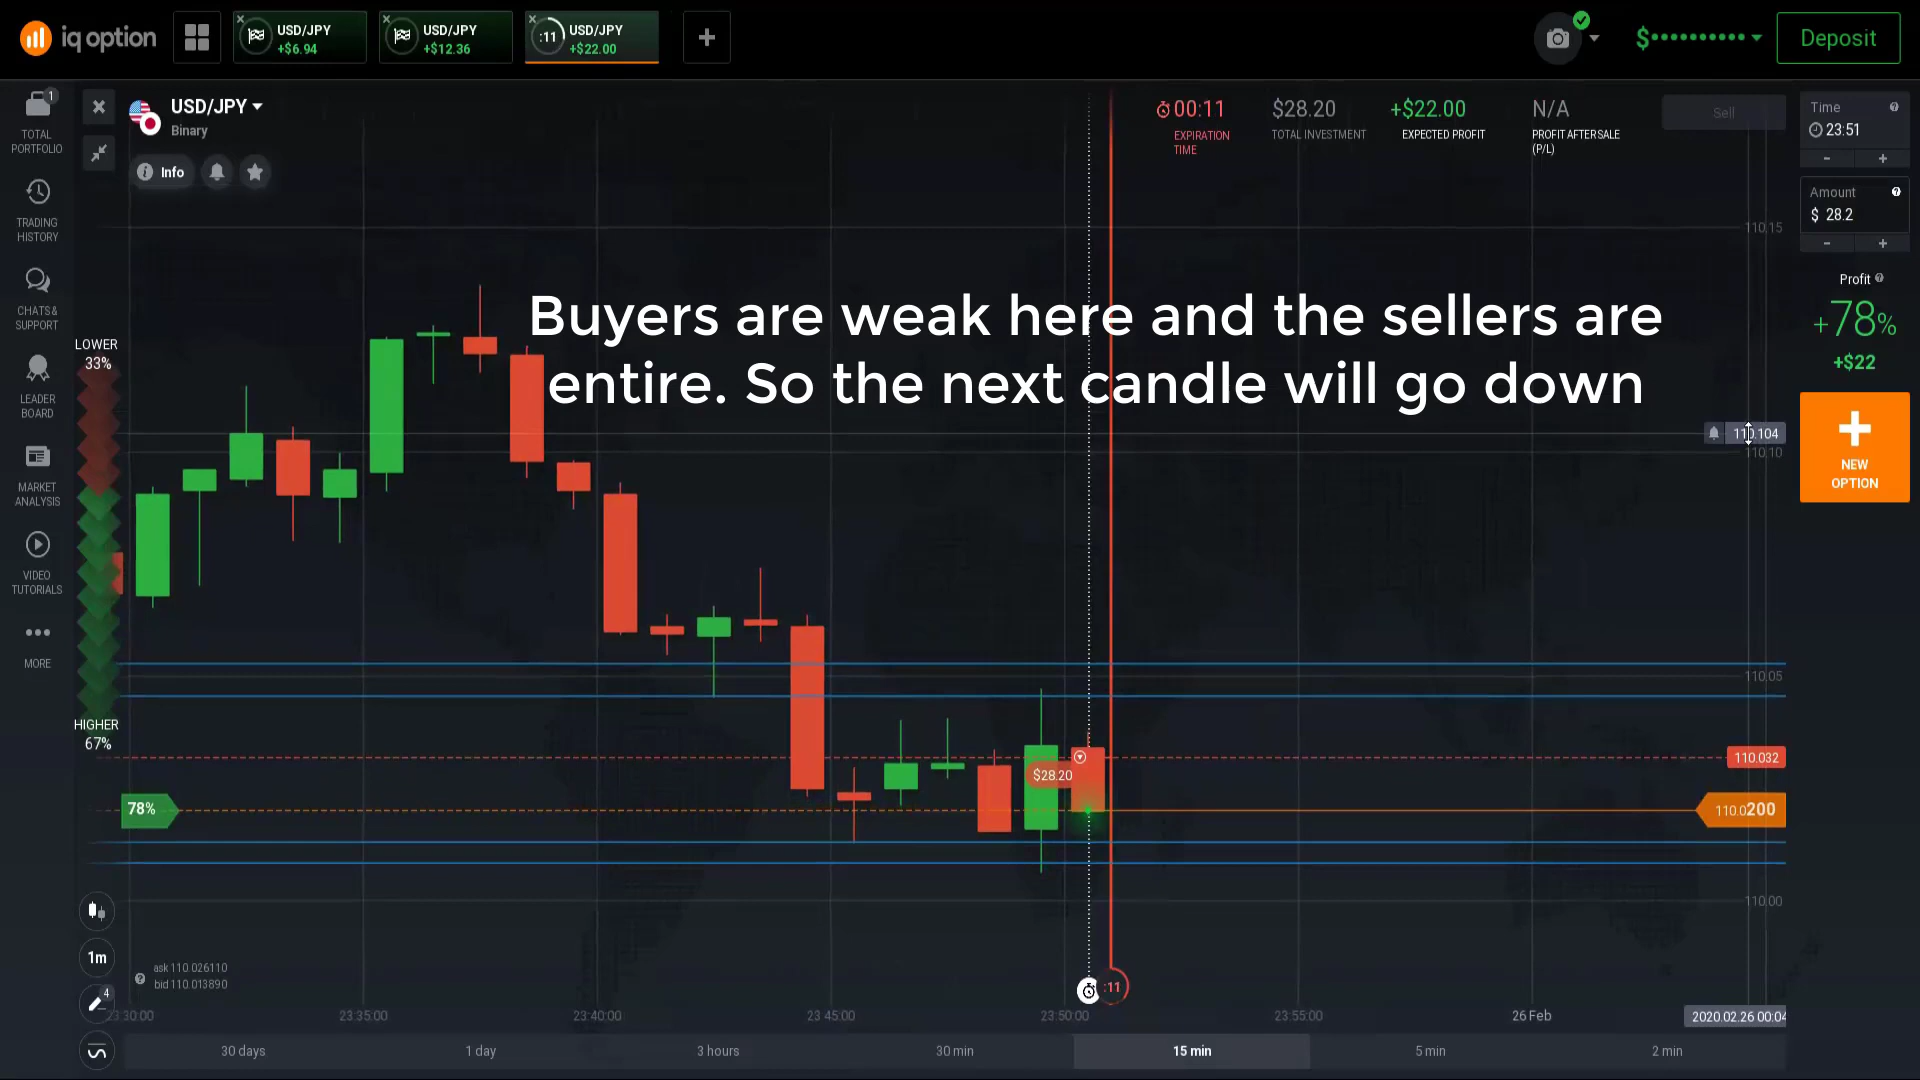 iq option
USD/JPY
+$6.94
USD/JPY
+$12.36
:11
USD/JPY
+$22.00
$
Deposit
1
TOTAL
PORTFOLIO
TRADING
HISTORY
CHATS &
SUPPORT
LEADER
BOARD
MARKET
ANALYSIS
VIDEO
TUTORIALS
MORE
USD/JPY
Binary
Info
00:11
EXPIRATION
TIME
$28.20
TOTAL INVESTMENT
+$22.00
EXPECTED PROFIT
N/A
PROFIT AFTER SALE
(P/L)
Sell
Time
23:51
- +
Amount
$ 28.2
- +
Profit
+78%
+$22
NEW
OPTION
Buyers are weak here and the sellers are
entire. So the next candle will go down
LOWER
33%
HIGHER
67%
78%
$28.20
110.15
110.104
110.10
110.05
110.032
110.0200
110.00
1m
4
ask 110.026110
bid 110.013890
:11
23:30:00
23:35:00
23:40:00
23:45:00
23:50:00
23:55:00
26 Feb
2020.02.26 00:04
30 days
1 day
3 hours
30 min
15 min
5 min
2 min